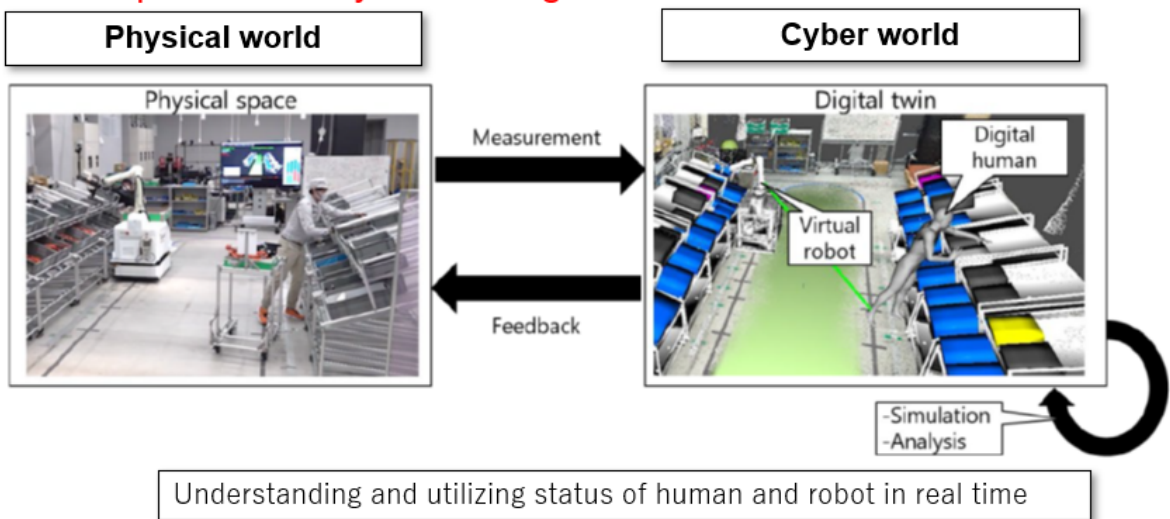 Physical world
Cyber world
Physical space
Digital twin
Measurement
Digital
human
Virtual
robot
Feedback
-Simulation
-Analysis
Understanding and utilizing status of human and robot in real time